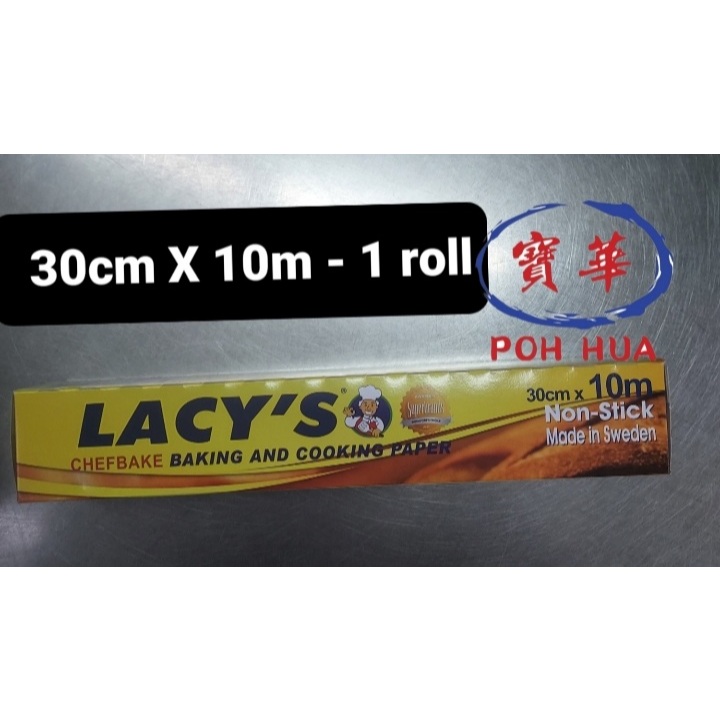 30cm X 10m - 1 roll
寶華
POH HUA
LACY'S®
CHEFBAKE BAKING AND COOKING PAPER
30cm x 10m
Non-Stick
Made in Sweden